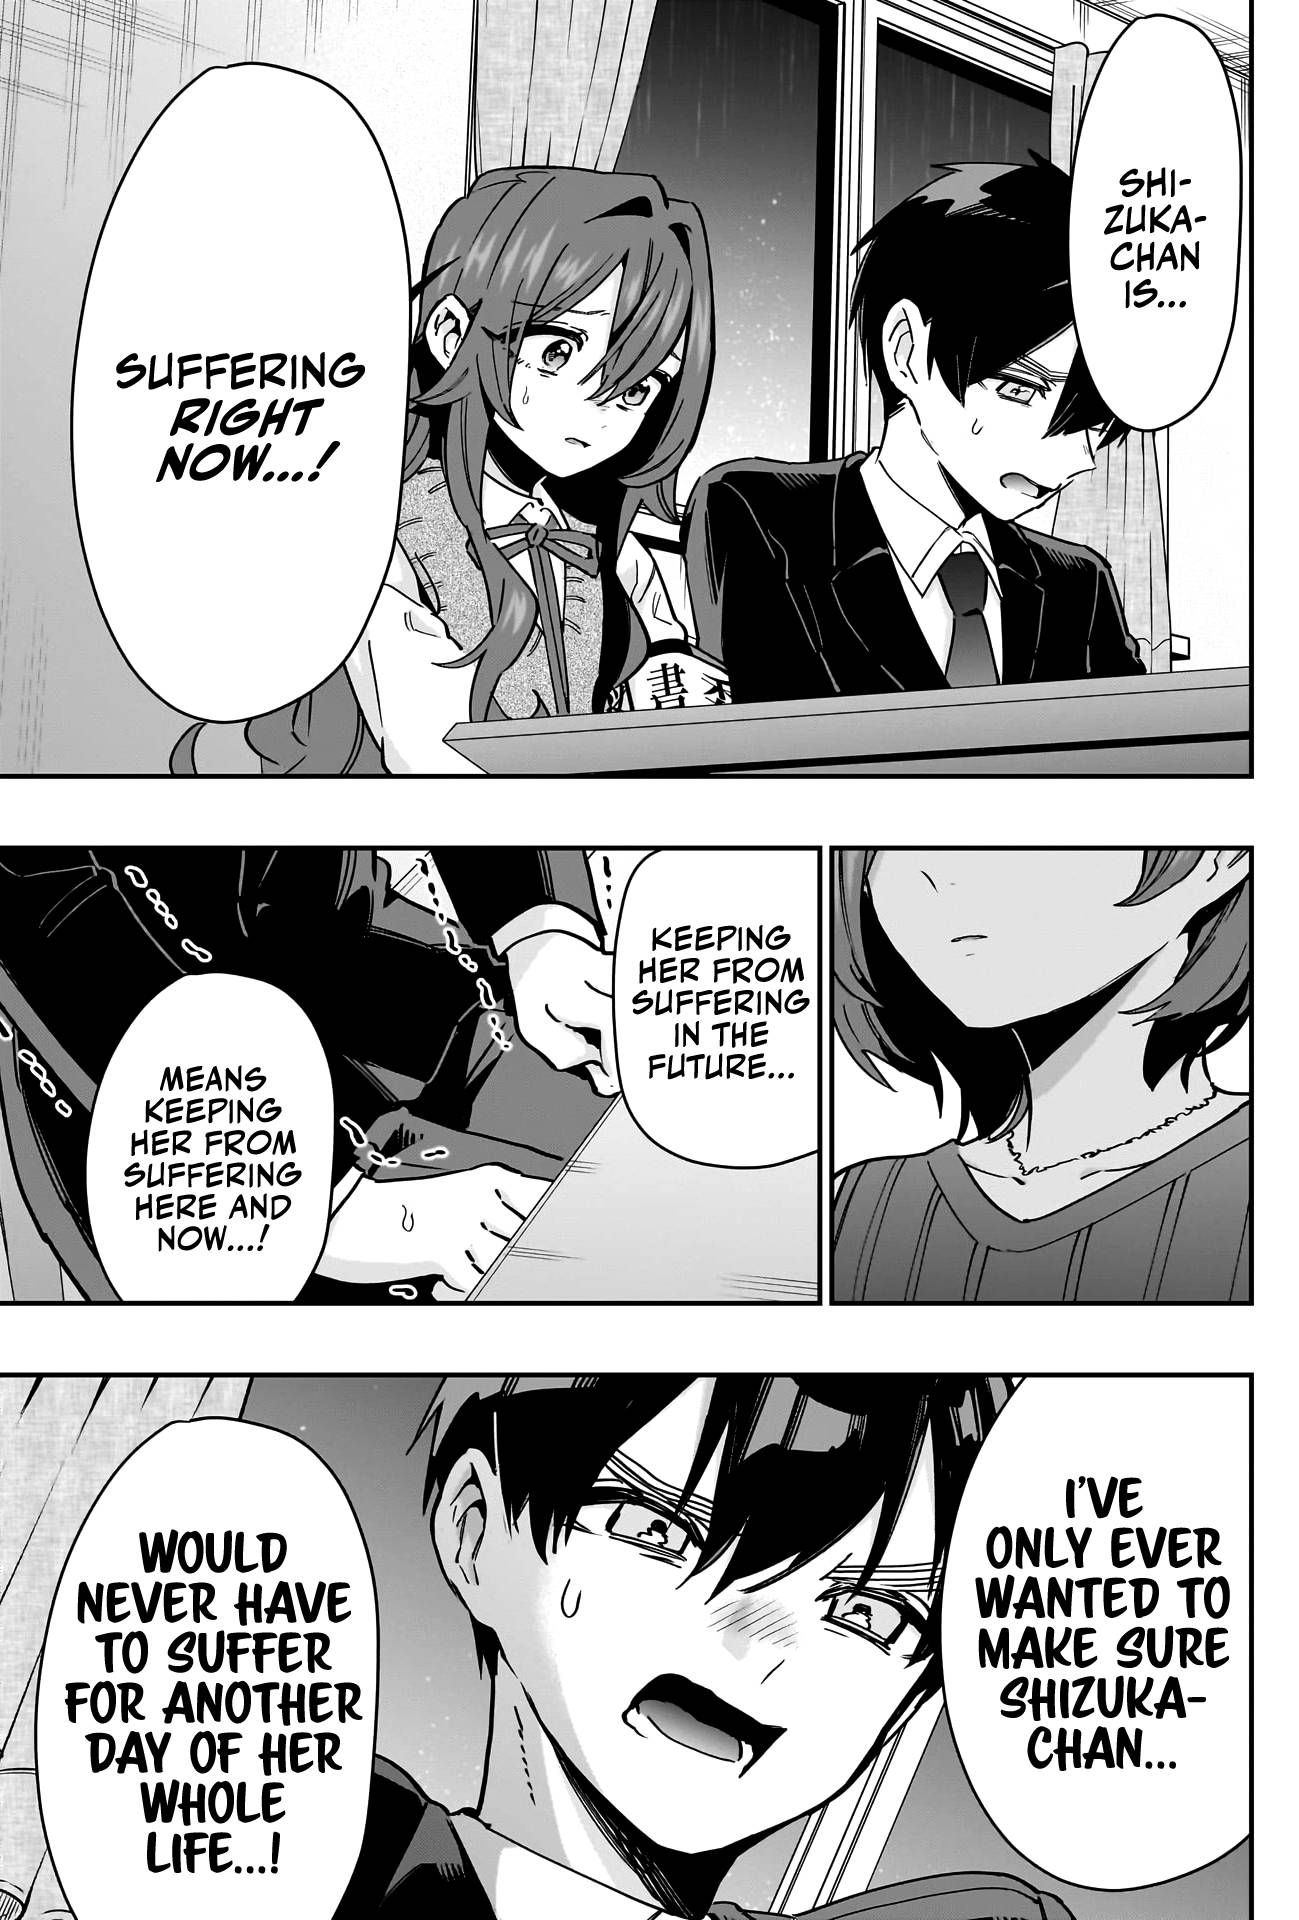 SHI-
ZUKA-
CHAN
IS...
SUFFERING
RIGHT
NOW...!
書
KEEPING
HER FROM
SUFFERING
IN THE
FUTURE...
MEANS
KEEPING
HER FROM
SUFFERING
HERE AND
NOW...!
I'VE
ONLY EVER
WANTED TO
MAKE SURE
SHIZUKA-
CHAN...
WOULD
NEVER HAVE
TO SUFFER
FOR ANOTHER
DAY OF HER
WHOLE
LIFE...!